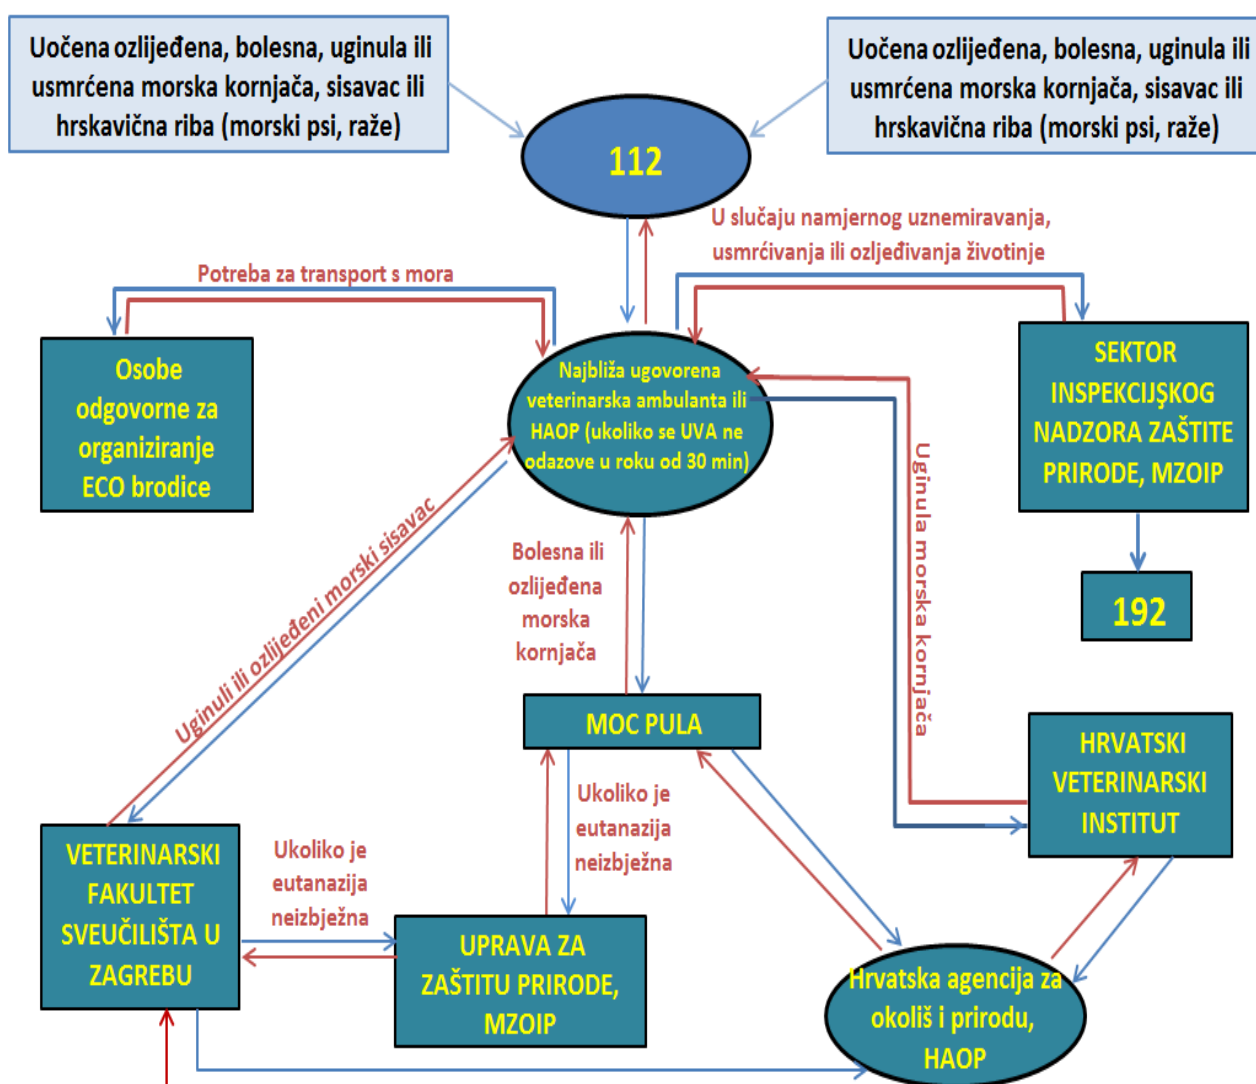 Uočena ozlijeđena, bolesna, uginula ili
usmrćena morska kornjača, sisavac ili
hrskavična riba (morski psi, raže)
Uočena ozlijeđena, bolesna, uginula ili
usmrćena morska kornjača, sisavac ili
hrskavična riba (morski psi, raže)
112
U slučaju namjernog uznemiravanja,
usmrćivanja ili ozljeđivanja životinje
Potreba za transport s mora
Osobe
odgovorne za
organiziranje
ECO brodice
Najbliža ugovorena
veterinarska ambulanta ili
HAOP (ukoliko se UVA ne
odazove u roku od 30 min)
SEKTOR
INSPEKCIJSKOG
NADZORA ZAŠTITE
PRIRODE, MZOIP
192
Uginuli ili ozlijeđeni morski sisavac
Bolesna ili
ozlijeđena
morska
kornjača
Uginula morska kornjača
MOC PULA
HRVATSKI
VETERINARSKI
INSTITUT
Ukoliko je
eutanazija
neizbježna
VETERINARSKI
FAKULTET
SVEUČILIŠTA U
ZAGREBU
Ukoliko je
eutanazija
neizbježna
UPRAVA ZA
ZAŠTITU PRIRODE,
MZOIP
Hrvatska agencija za
okoliš i prirodu,
HAOP